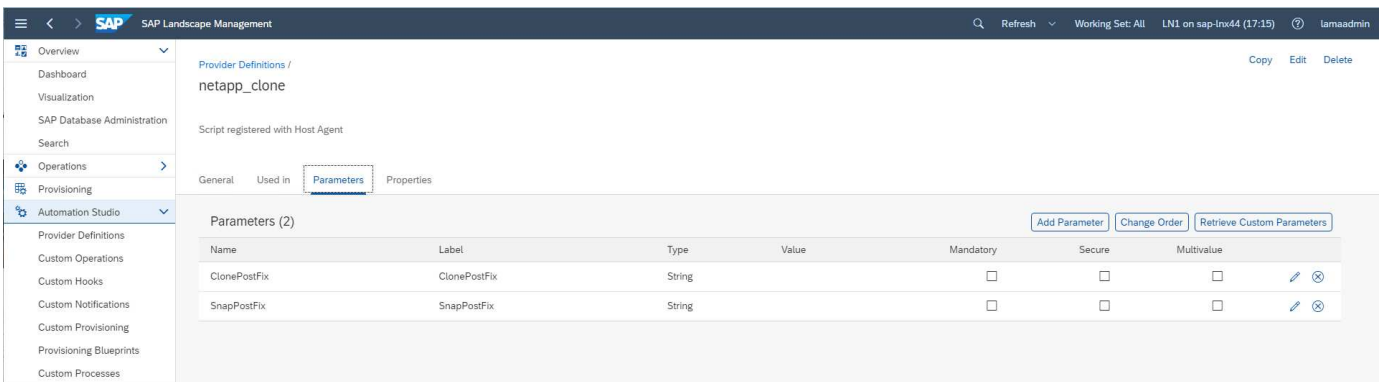 SAP SAP Landscape Management Refresh Working Set: All LN1 on sap-lnx44 (17:15) lamaadmin
Overview
Dashboard
Visualization
SAP Database Administration
Search
Operations
Provisioning
Automation Studio
Provider Definitions
Custom Operations
Custom Hooks
Custom Notifications
Custom Provisioning
Provisioning Blueprints
Custom Processes
Provider Definitions /
Copy Edit Delete
netapp_clone
Script registered with Host Agent
General Used in Parameters Properties
Parameters (2) Add Parameter Change Order Retrieve Custom Parameters
Name Label Type Value Mandatory Secure Multivalue
ClonePostFix ClonePostFix String
SnapPostFix SnapPostFix String